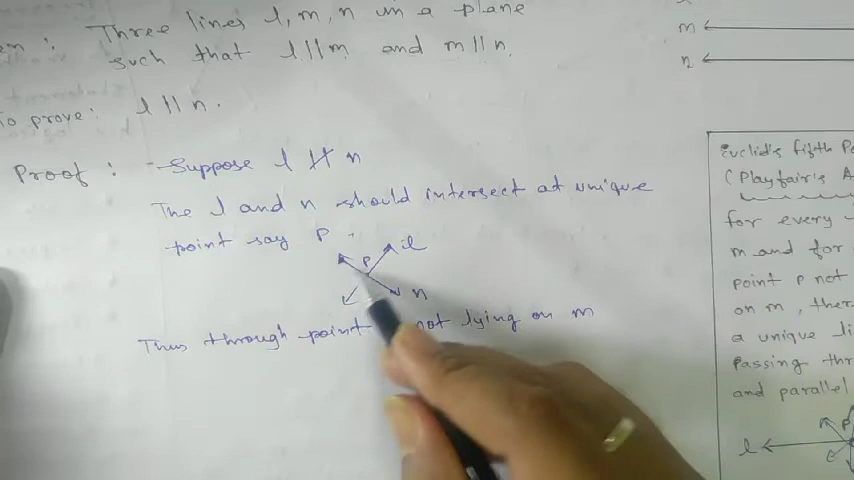 Three lines l, m, n in a plane
such that l || m and m || n.
To prove: l || n.
Proof : Suppose l ∦ n
The l and n should intersect at unique
point say P .
P l
n
Thus through point not lying on m
m
n
Euclid's fifth
(Playfair's
for every
m and for
point P not
on m, there
a unique
passing
and parallel
P
l